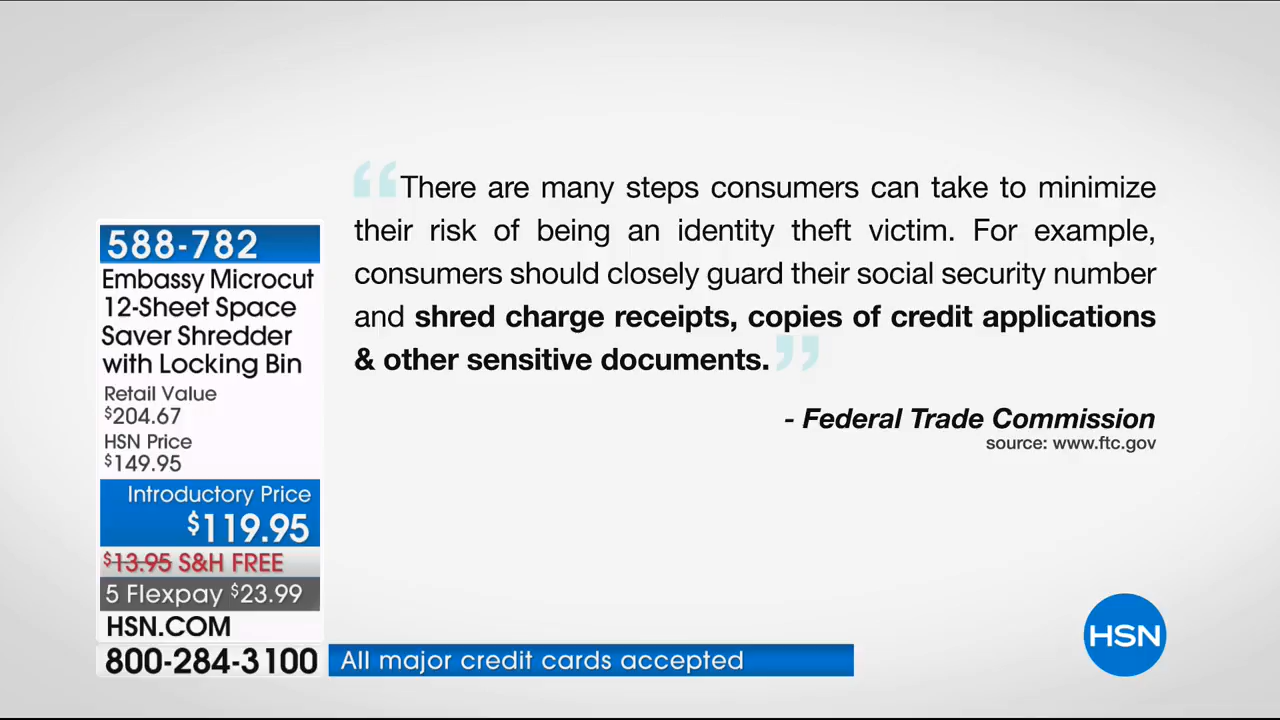 “There are many steps consumers can take to minimize
their risk of being an identity theft victim. For example,
consumers should closely guard their social security number
and shred charge receipts, copies of credit applications
& other sensitive documents.”
- Federal Trade Commission
source: www.ftc.gov
588-782
Embassy Microcut
12-Sheet Space
Saver Shredder
with Locking Bin
Retail Value
$204.67
HSN Price
$149.95
Introductory Price
$119.95
$13.95 S&H FREE
5 Flexpay $23.99
HSN.COM
800-284-3100
All major credit cards accepted
HSN